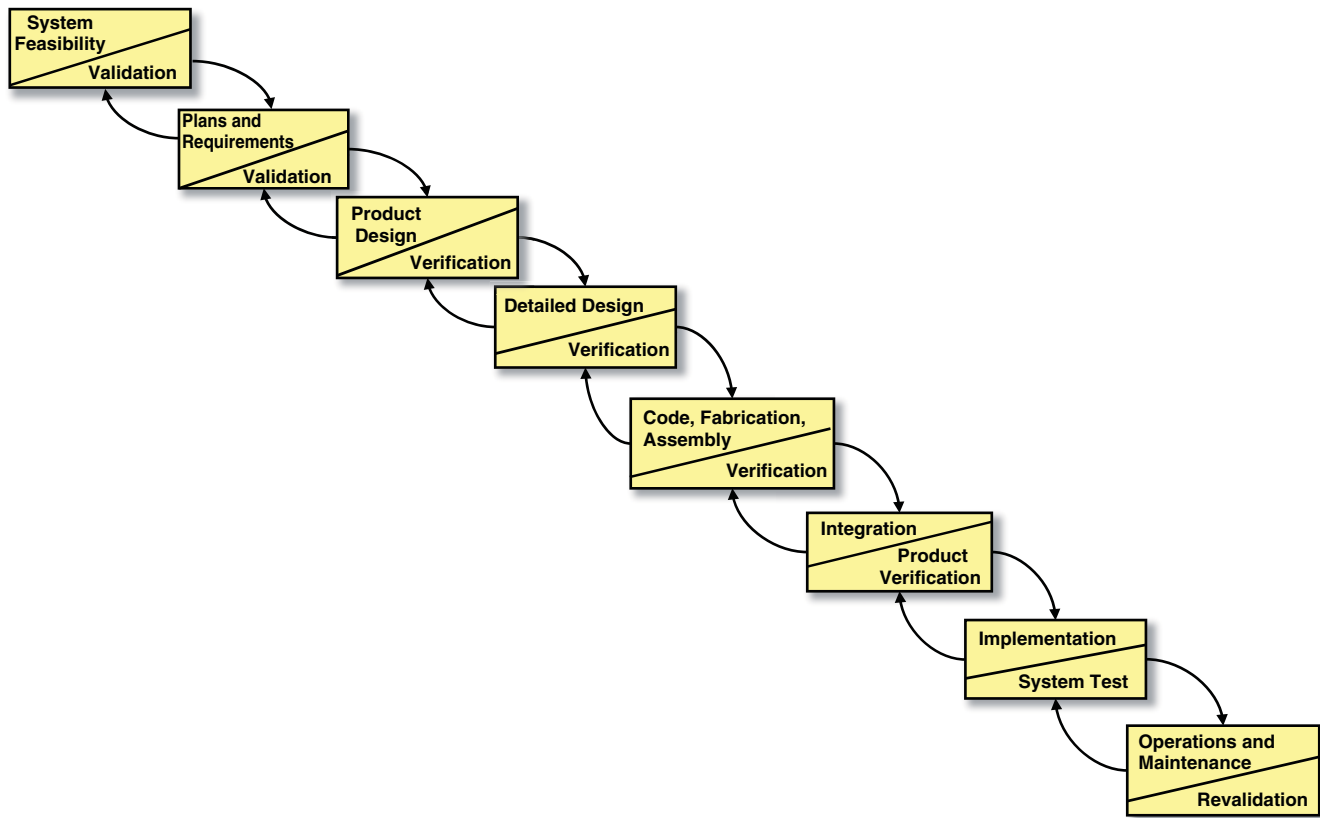 System
Feasibility
Validation
Plans and
Requirements
Validation
Product
Design
Verification
Detailed Design
Verification
Code, Fabrication,
Assembly
Verification
Integration
Product
Verification
Implementation
System Test
Operations and
Maintenance
Revalidation